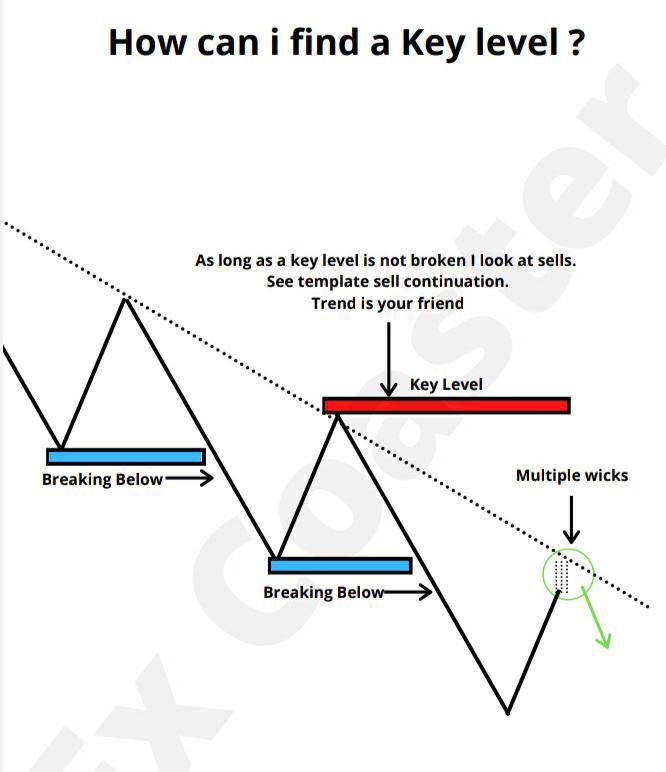 How can i find a Key level ?
As long as a key level is not broken I look at sells.
See template sell continuation.
Trend is your friend
Key Level
Multiple wicks
Breaking Below
Breaking Below
Fx Coaster